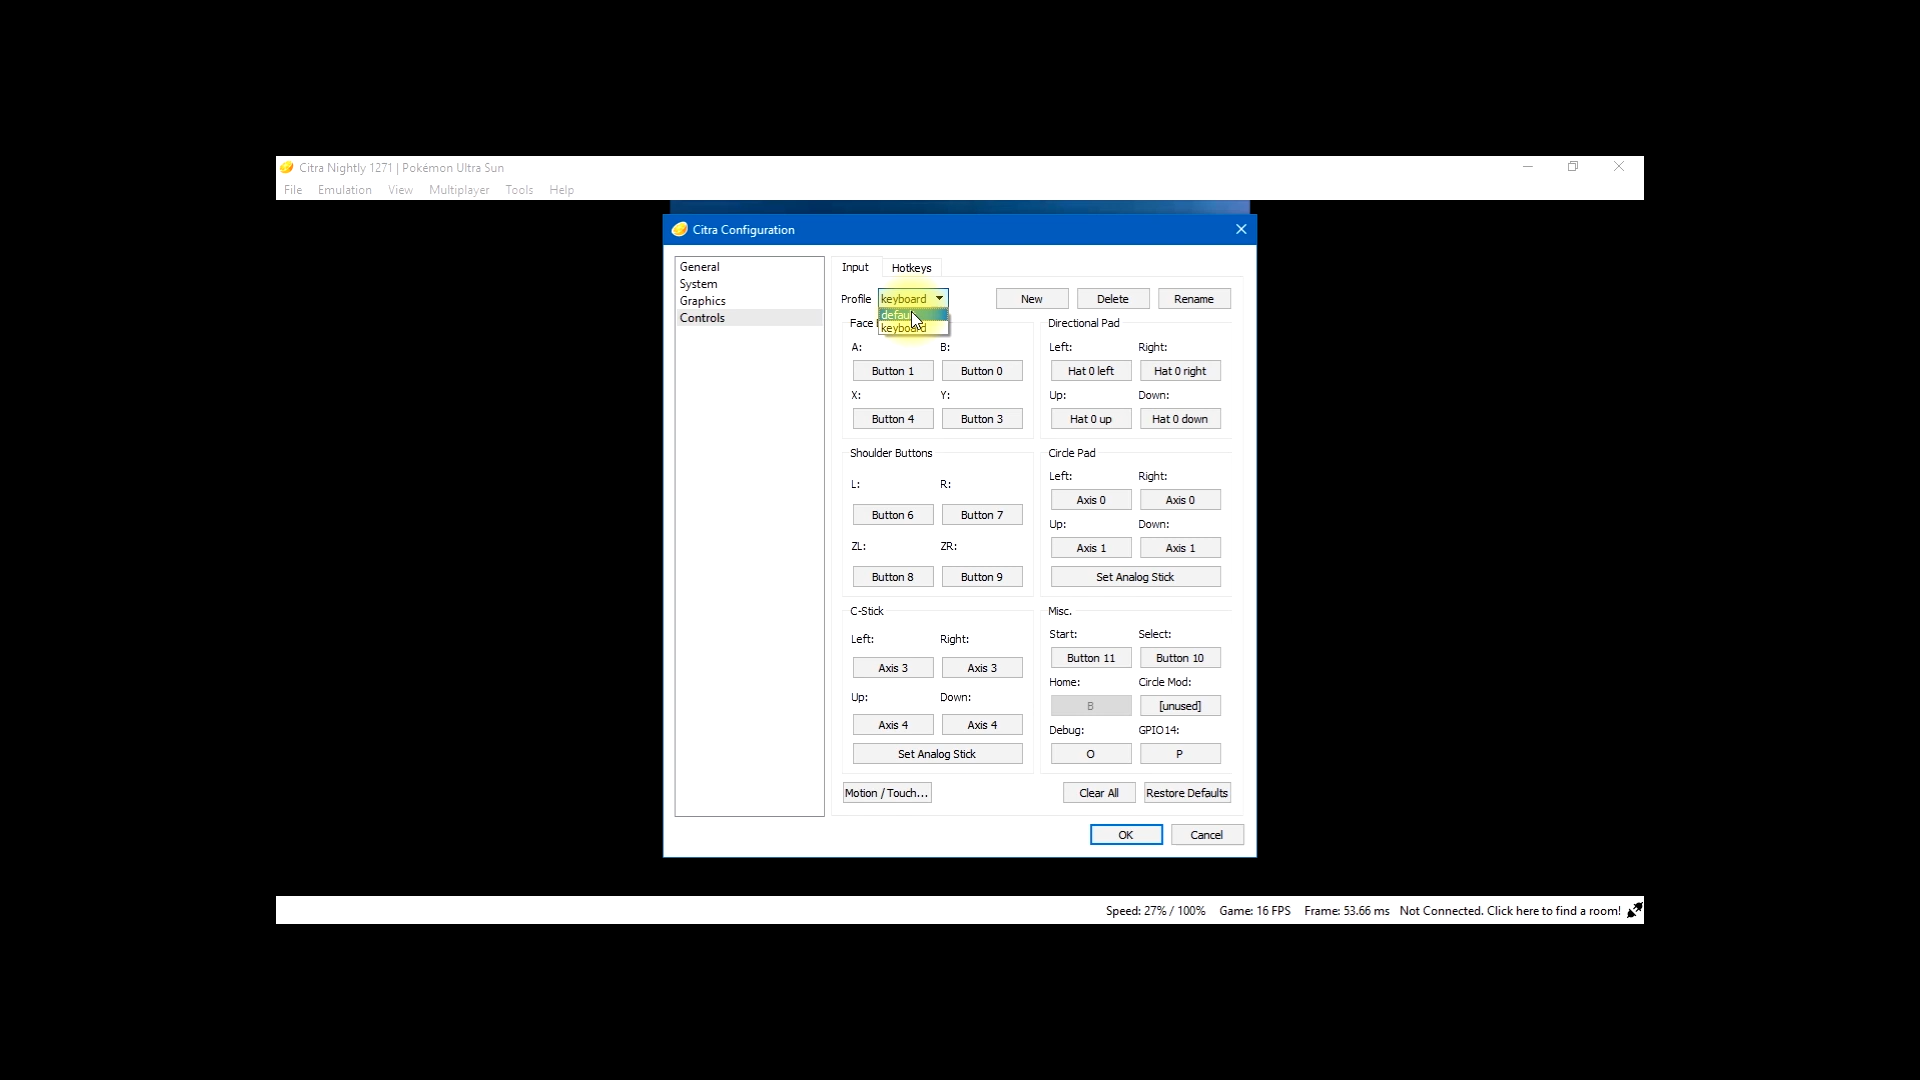 Citra Nightly 1271 | Pokémon Ultra Sun
File Emulation View Multiplayer Tools Help
Citra Configuration
General
System
Graphics
Controls
Input Hotkeys
Profile keyboard New Delete Rename
keyboard
Face Directional Pad
A: B: Left: Right:
Button 1 Button 0 Hat 0 left Hat 0 right
X: Y: Up: Down:
Button 4 Button 3 Hat 0 up Hat 0 down
Shoulder Buttons Circle Pad
L: R: Left: Right:
Button 6 Button 7 Axis 0 Axis 0
Up: Down:
ZL: ZR: Axis 1 Axis 1
Button 8 Button 9 Set Analog Stick
C-Stick Misc.
Left: Right: Start: Select:
Axis 3 Axis 3 Button 11 Button 10
Up: Down: Home: Circle Mod:
Axis 4 Axis 4 B [unused]
Debug: GPIO14:
Set Analog Stick O P
Motion / Touch... Clear All Restore Defaults
OK Cancel
Speed: 27% / 100% Game: 16 FPS Frame: 53.66 ms Not Connected. Click here to find a room!